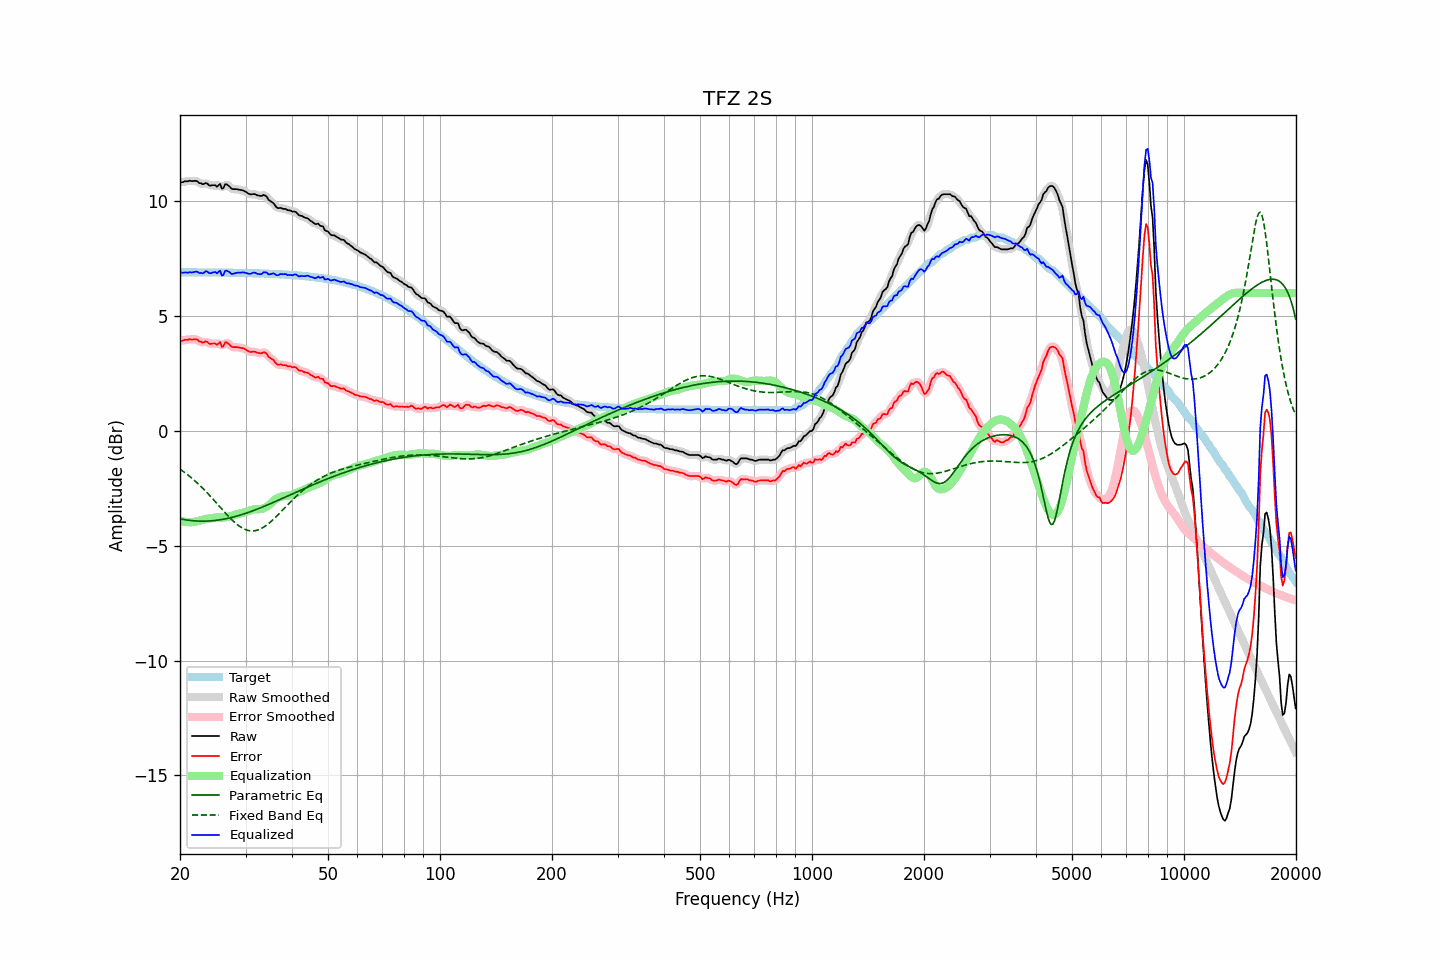 TFZ 2S
Amplitude (dBr)
10
5
0
−5
−10
−15
Target
Raw Smoothed
Error Smoothed
Raw
Error
Equalization
Parametric Eq
Fixed Band Eq
Equalized
20 50 100 200 500 1000 2000 5000 10000 20000
Frequency (Hz)